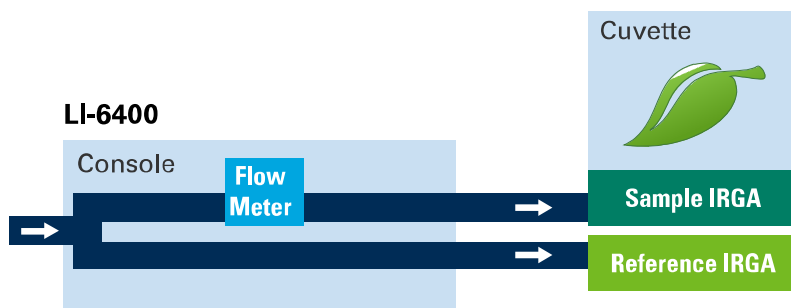 Cuvette
LI-6400
Console
Flow
Meter
Sample IRGA
Reference IRGA